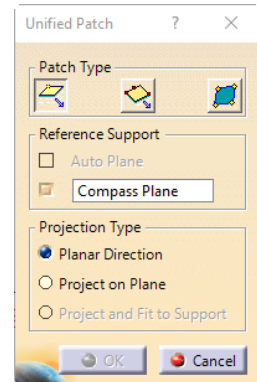 Unified Patch ?
Patch Type
Reference Support
Auto Plane
Compass Plane
Projection Type
Planar Direction
Project on Plane
Project and Fit to Support
OK Cancel